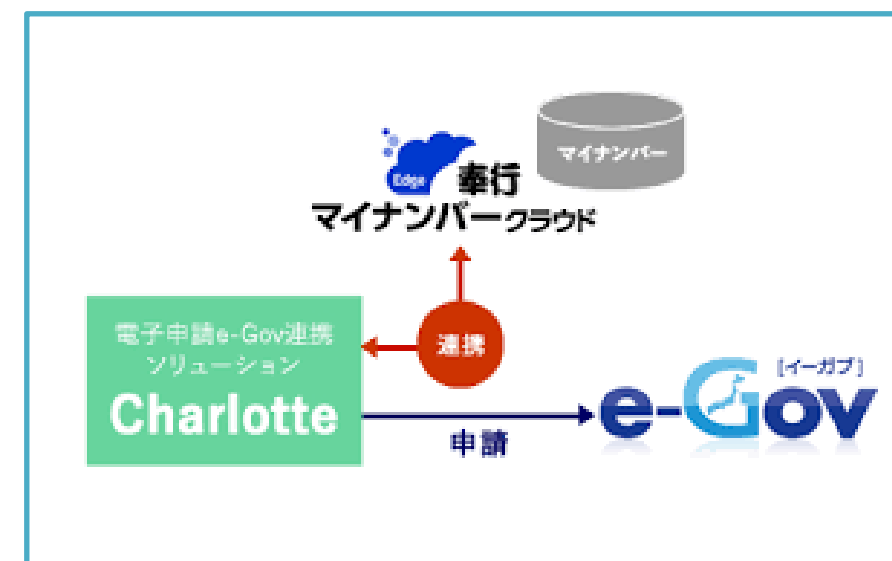 マイナンバー
Edge
奉行
マイナンバークラウド
連携
電子申請e-Gov連携
ソリューション
Charlotte
申請
[イーガブ]
e-Gov